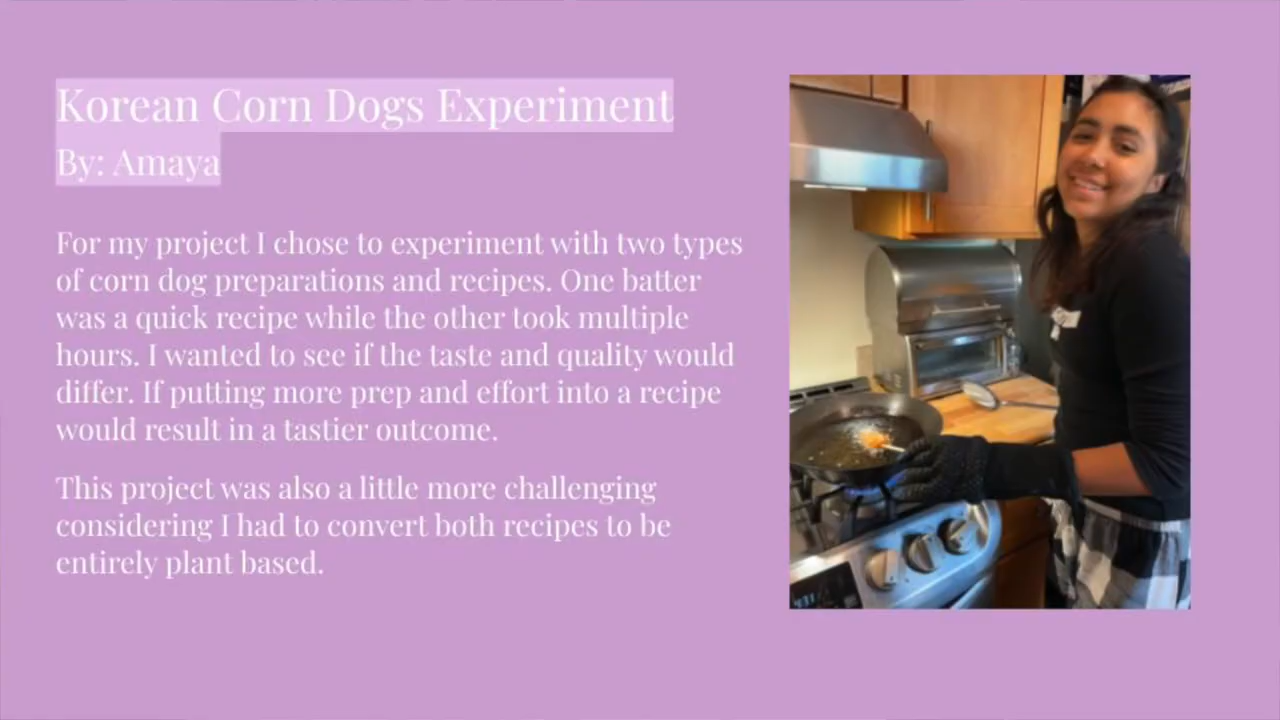 Korean Corn Dogs Experiment
By: Amaya
For my project I chose to experiment with two types
of corn dog preparations and recipes. One batter
was a quick recipe while the other took multiple
hours. I wanted to see if the taste and quality would
differ. If putting more prep and effort into a recipe
would result in a tastier outcome.
This project was also a little more challenging
considering I had to convert both recipes to be
entirely plant based.